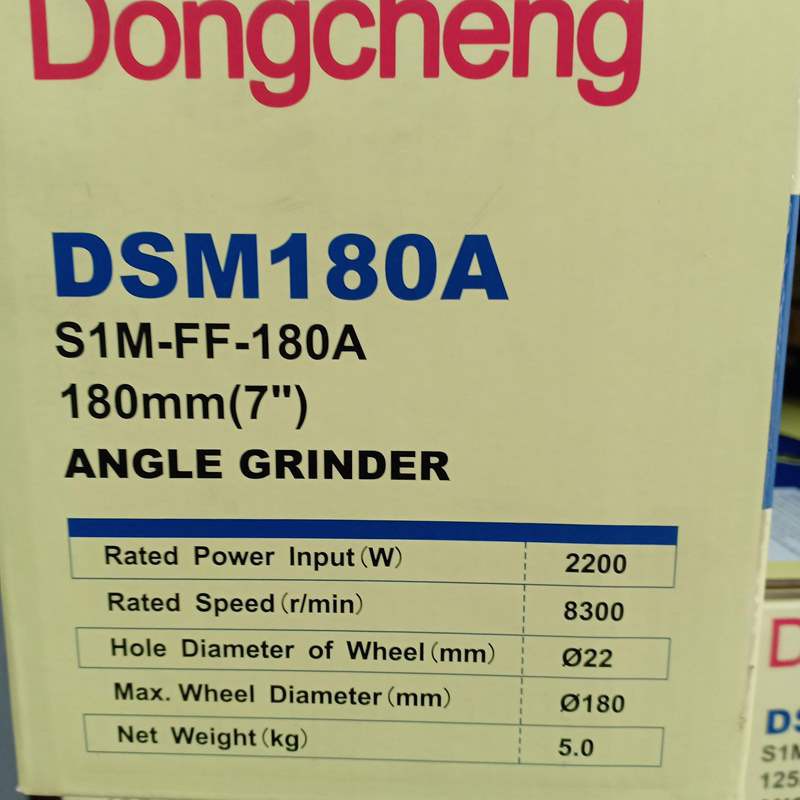 Dongcheng
DSM180A
S1M-FF-180A
180mm(7")
ANGLE GRINDER
Rated Power Input(W) 2200
Rated Speed(r/min) 8300
Hole Diameter of Wheel(mm) Ø22
Max. Wheel Diameter(mm) Ø180
Net Weight(kg) 5.0
D
DS
S1M
125